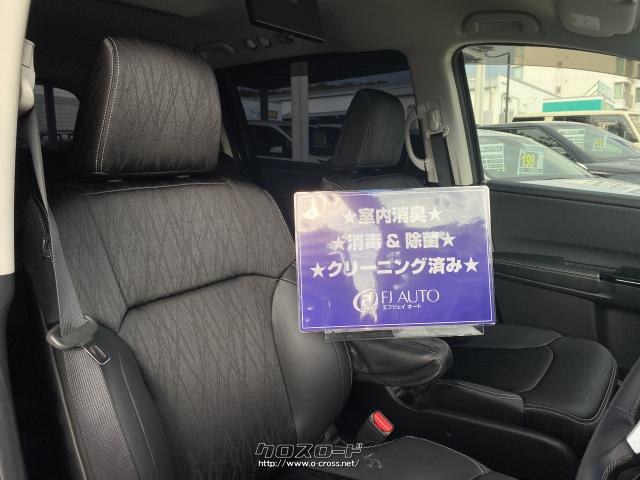 ★室内消臭★
★消毒 & 除菌★
★クリーニング済み★
FJ AUTO
エフジェイ オート
198
クロスロード
http://www.o-cross.net/